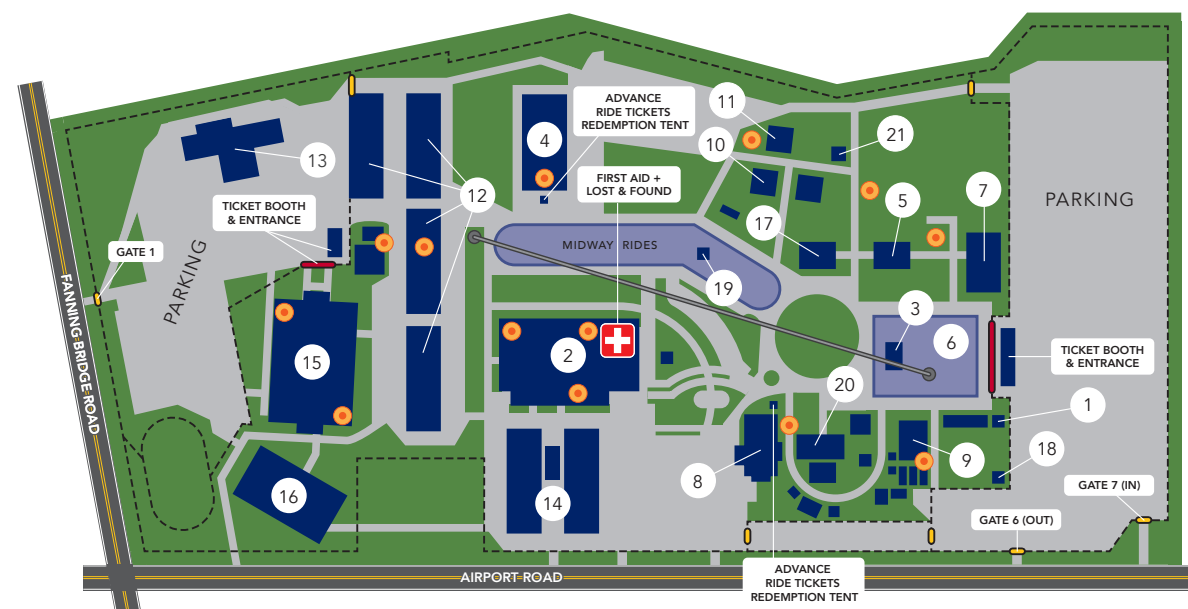 ADVANCE
RIDE TICKETS
REDEMPTION TENT
11
21
4
10
13
FIRST AID +
LOST & FOUND
7
12
5
PARKING
TICKET BOOTH
& ENTRANCE
17
MIDWAY RIDES
GATE 1
PARKING
19
FANNING BRIDGE ROAD
3
6
2
15
TICKET BOOTH
& ENTRANCE
20
1
18
9
8
GATE 7 (IN)
16
14
GATE 6 (OUT)
AIRPORT ROAD
ADVANCE
RIDE TICKETS
REDEMPTION TENT